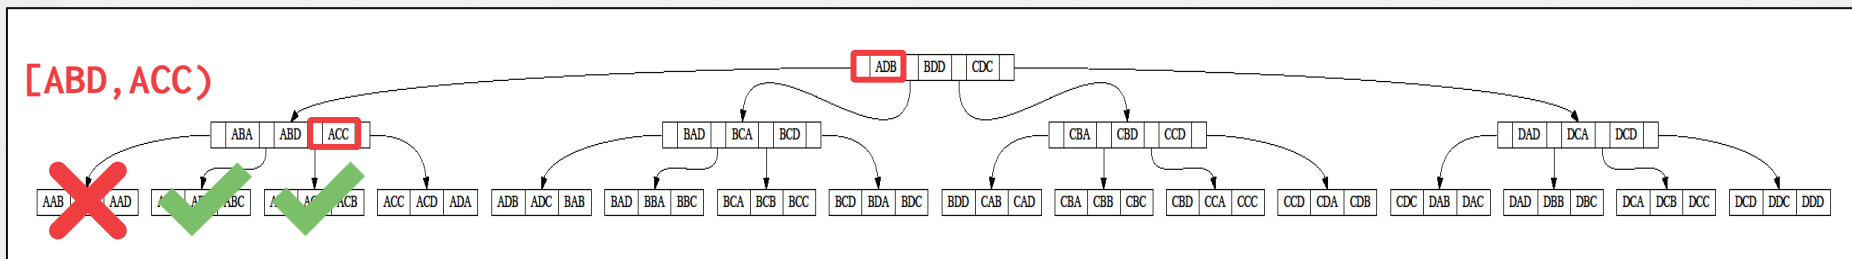 ADB BDD CDC
[ABD,ACC)
ABA ABD ACC BAD BCA BCD CBA CBD CCD DAD DCA DCD
AAB AAD ABC ACB ACC ACD ADA ADB ADC BAB BAD BBA BBC BCA BCB BCC BCD BDA BDC BDD CAB CAD CBA CBB CBC CBD CCA CCC CCD CDA CDB CDC DAB DAC DAD DBB DBC DCA DCB DCC DCD DDC DDD